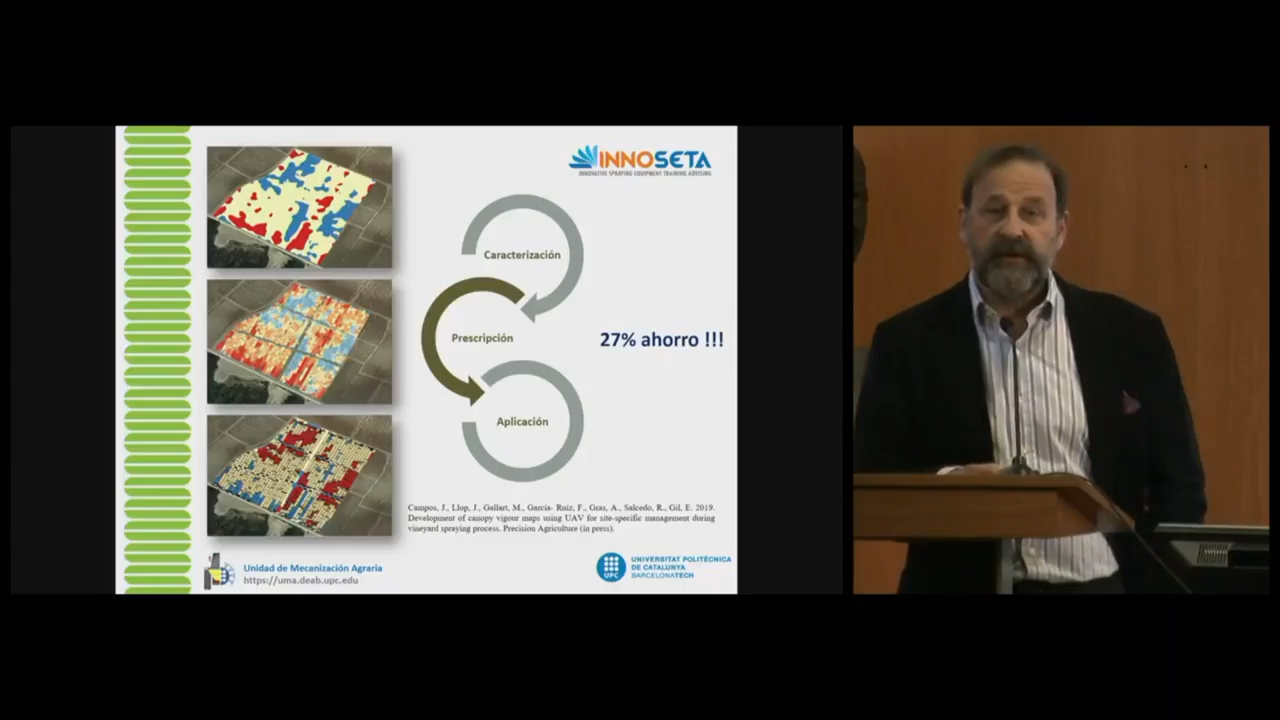 INNOSETA
INNOVATIVE SPRAYING EQUIPMENT TRAINING ADVISING
Caracterización
Prescripción
27% ahorro !!!
Aplicación
Campos, J., Llop, J., Gallart, M., García- Ruiz, F., Gras, A., Salcedo, R., Gil, E. 2019.
Development of canopy vigour maps using UAV for site-specific management during
vineyard spraying process. Precision Agriculture (in press).
Unidad de Mecanización Agraria
https://uma.deab.upc.edu
UPC
UNIVERSITAT POLITÈCNICA
DE CATALUNYA
BARCELONATECH